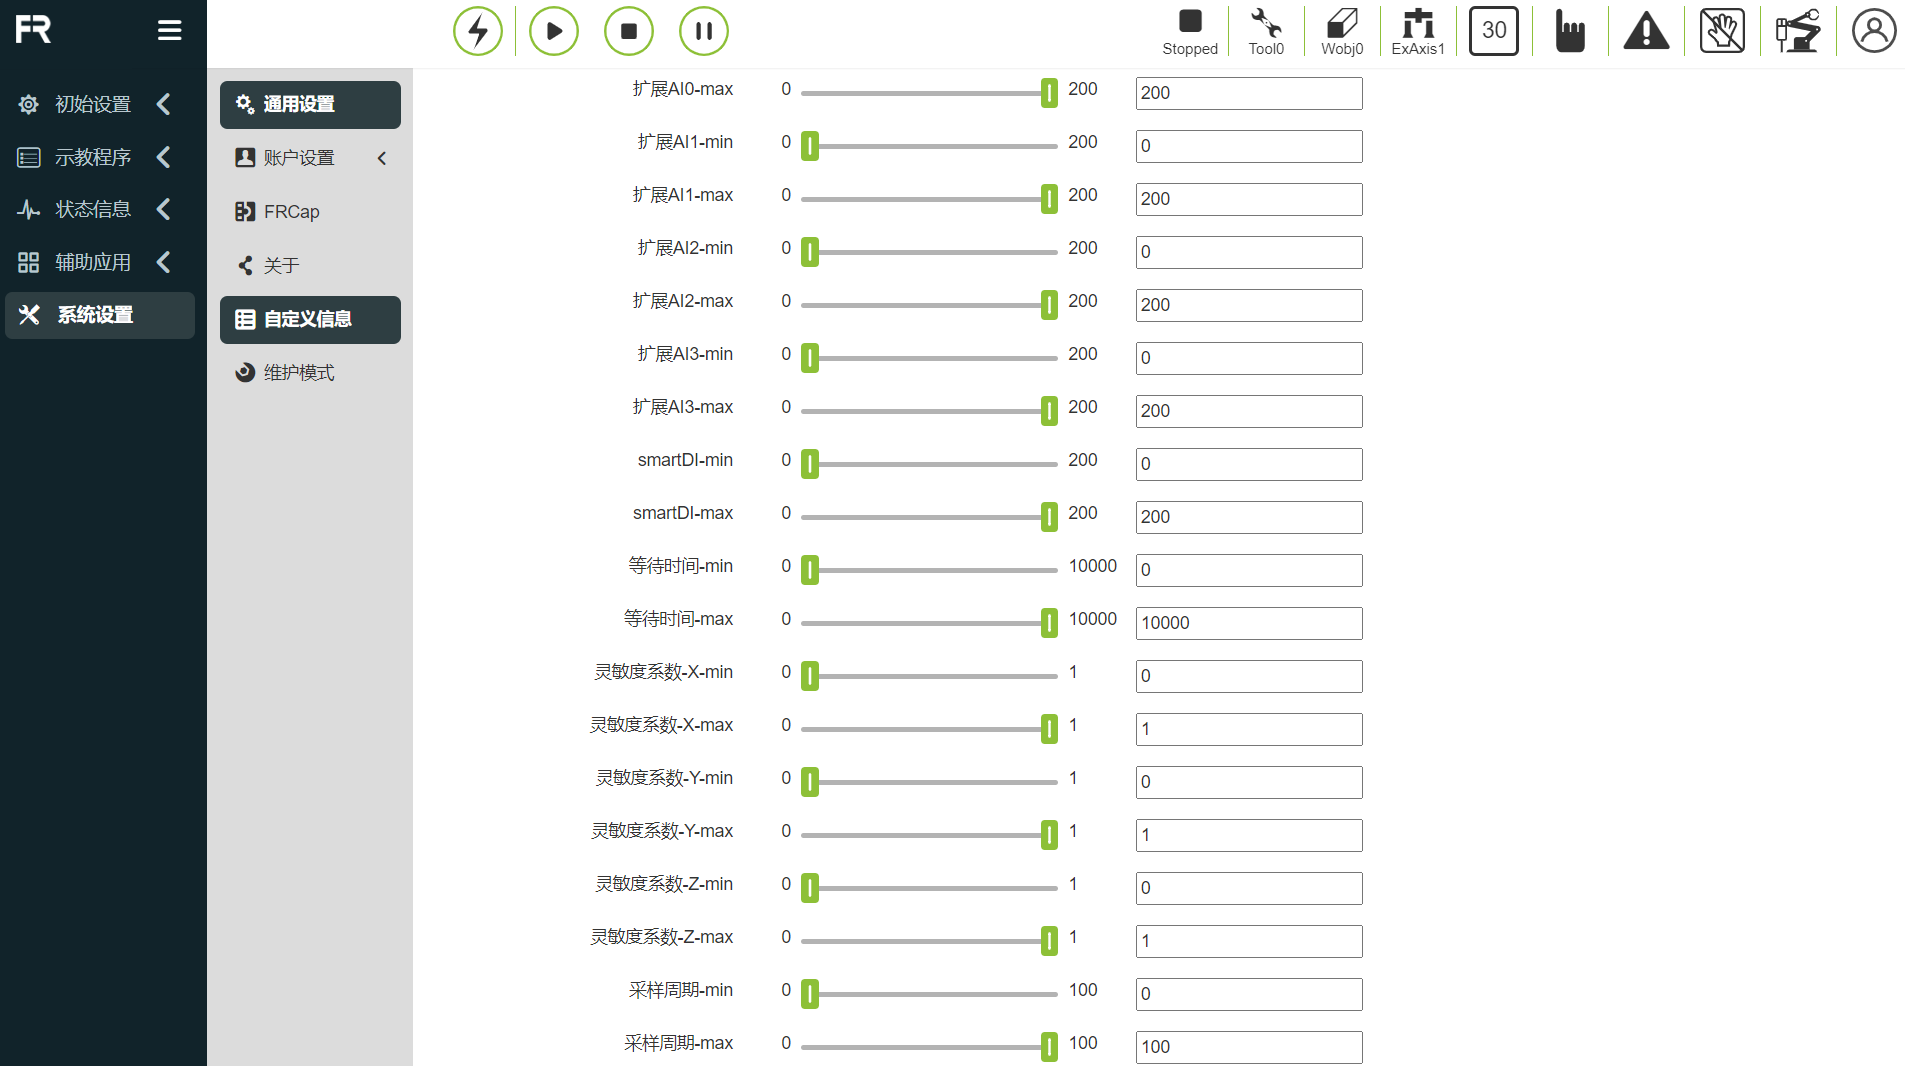 FR
Stopped
Tool0
Wobj0
ExAxis1
30
初始设置
示教程序
状态信息
辅助应用
系统设置
通用设置
账户设置
FRCap
关于
自定义信息
维护模式
扩展AI0-max 0 200 200
扩展AI1-min 0 200 0
扩展AI1-max 0 200 200
扩展AI2-min 0 200 0
扩展AI2-max 0 200 200
扩展AI3-min 0 200 0
扩展AI3-max 0 200 200
smartDI-min 0 200 0
smartDI-max 0 200 200
等待时间-min 0 10000 0
等待时间-max 0 10000 10000
灵敏度系数-X-min 0 1 0
灵敏度系数-X-max 0 1 1
灵敏度系数-Y-min 0 1 0
灵敏度系数-Y-max 0 1 1
灵敏度系数-Z-min 0 1 0
灵敏度系数-Z-max 0 1 1
采样周期-min 0 100 0
采样周期-max 0 100 100